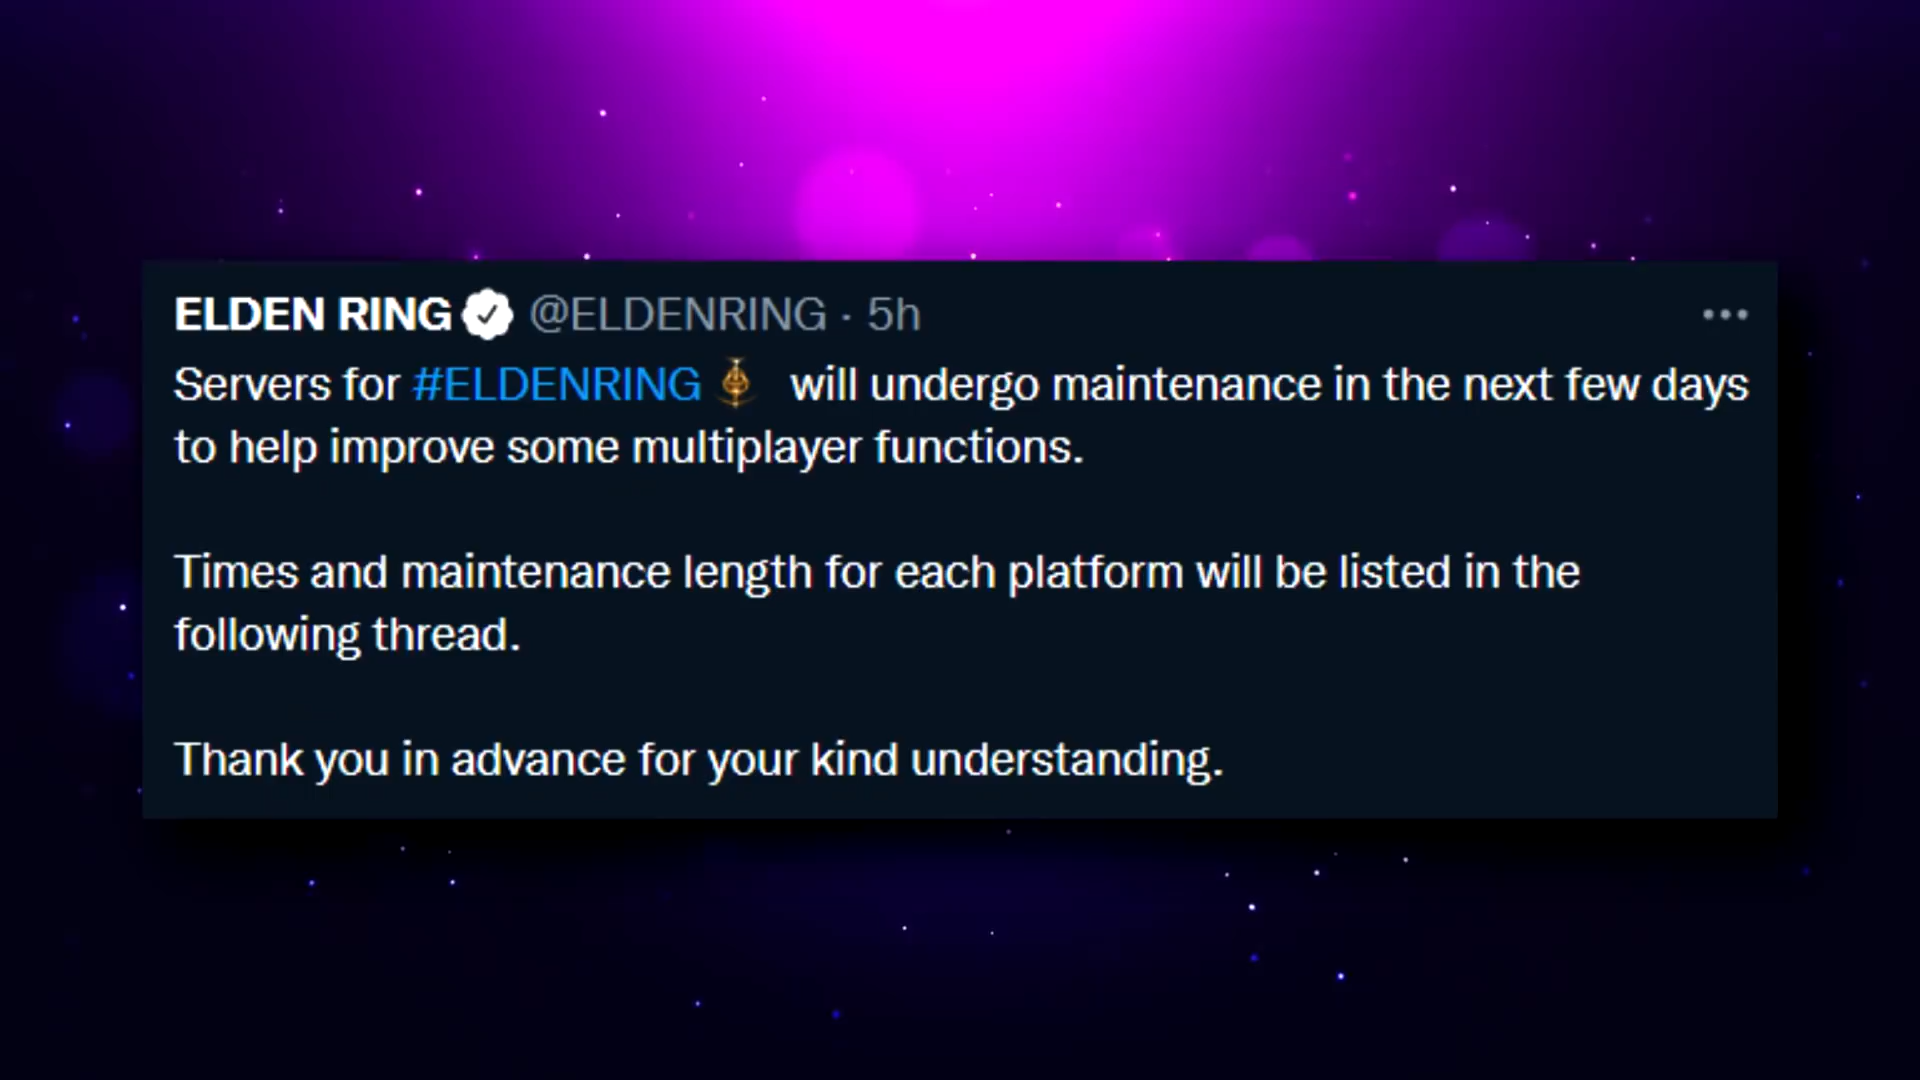 ELDEN RING @ELDENRING · 5h
Servers for #ELDENRING will undergo maintenance in the next few days
to help improve some multiplayer functions.
Times and maintenance length for each platform will be listed in the
following thread.
Thank you in advance for your kind understanding.